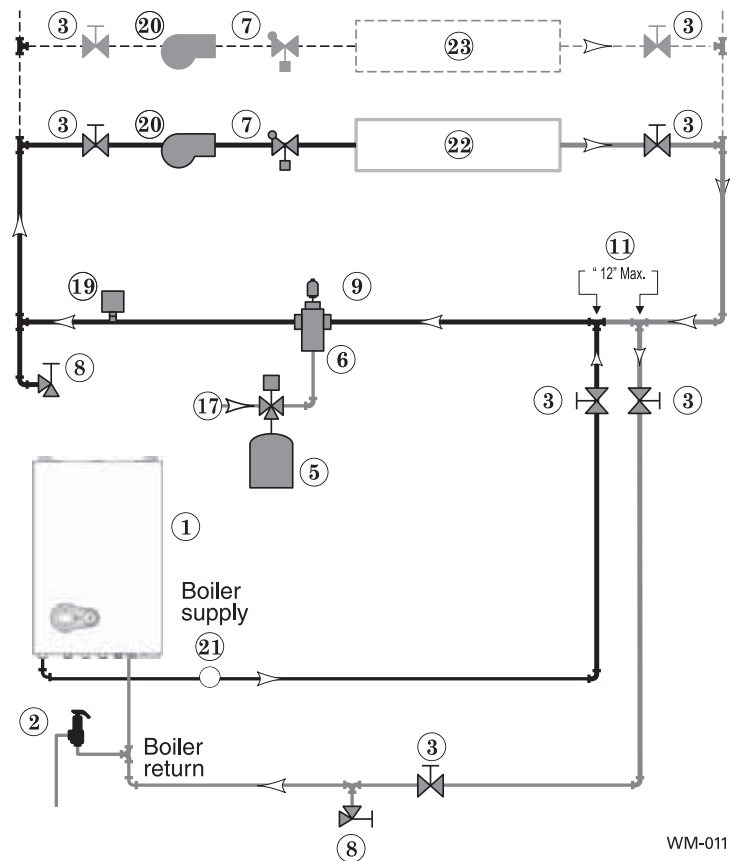 3 20 7 23 3
3 20 7 22 3
11
“ 12” Max.
19 9
8 6
17 3 3
5
1
Boiler
supply
21
2
Boiler
return
3
8
WM-011